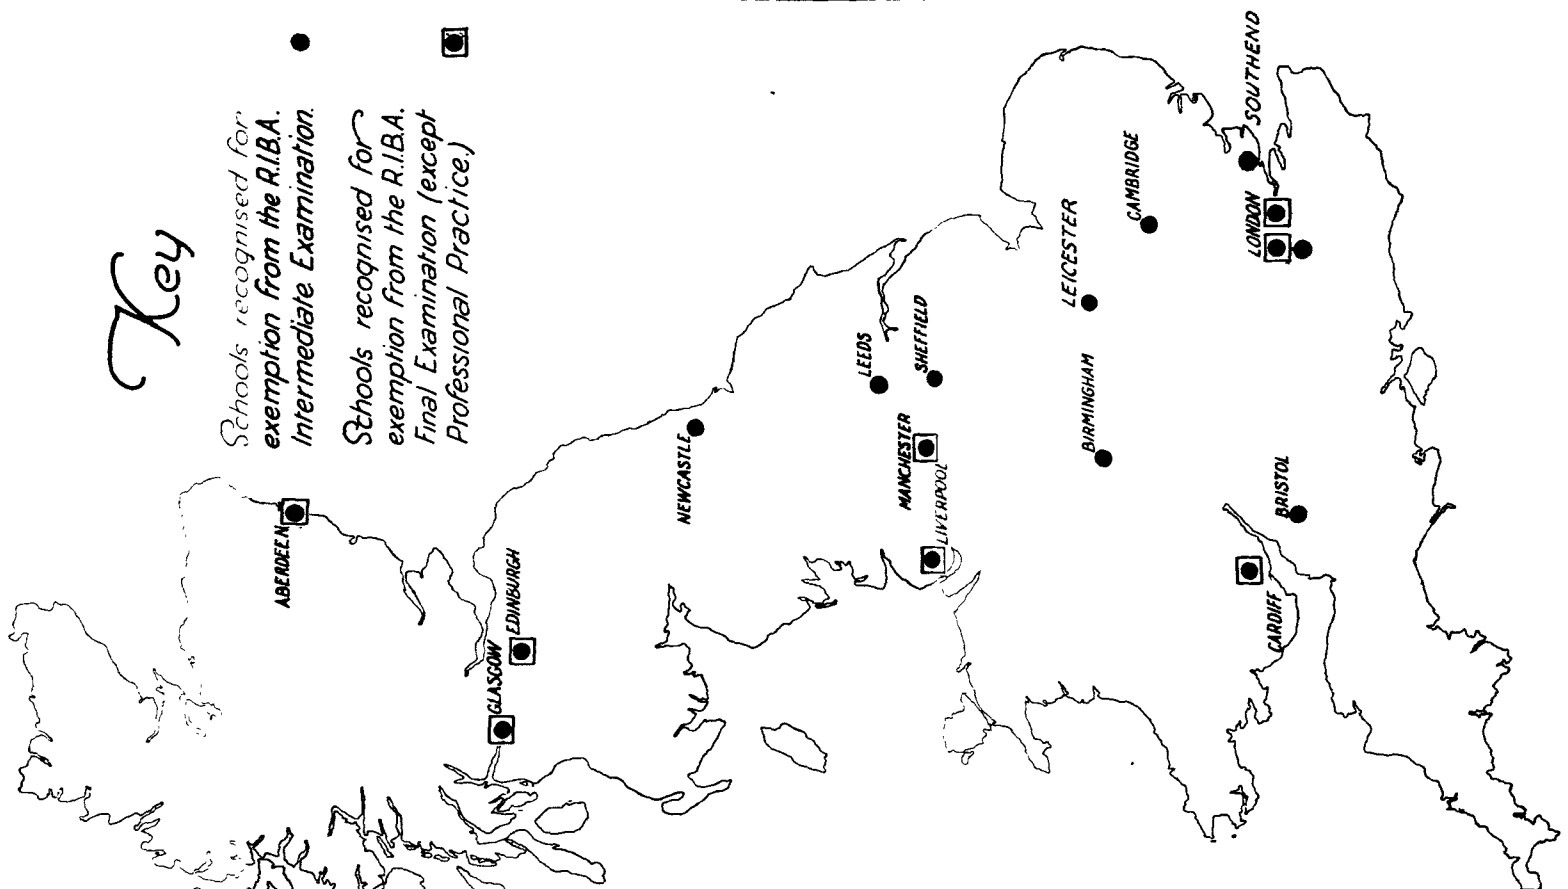 Key
Schools recognised for
exemption from the R.I.B.A.
Intermediate Examination.
Schools recognised for
exemption from the R.I.B.A.
Final Examination (except
Professional Practice.)
ABERDEEN
GLASGOW
EDINBURGH
NEWCASTLE
LEEDS
SHEFFIELD
MANCHESTER
LIVERPOOL
LEICESTER
BIRMINGHAM
CAMBRIDGE
SOUTHEND
LONDON
CARDIFF
BRISTOL